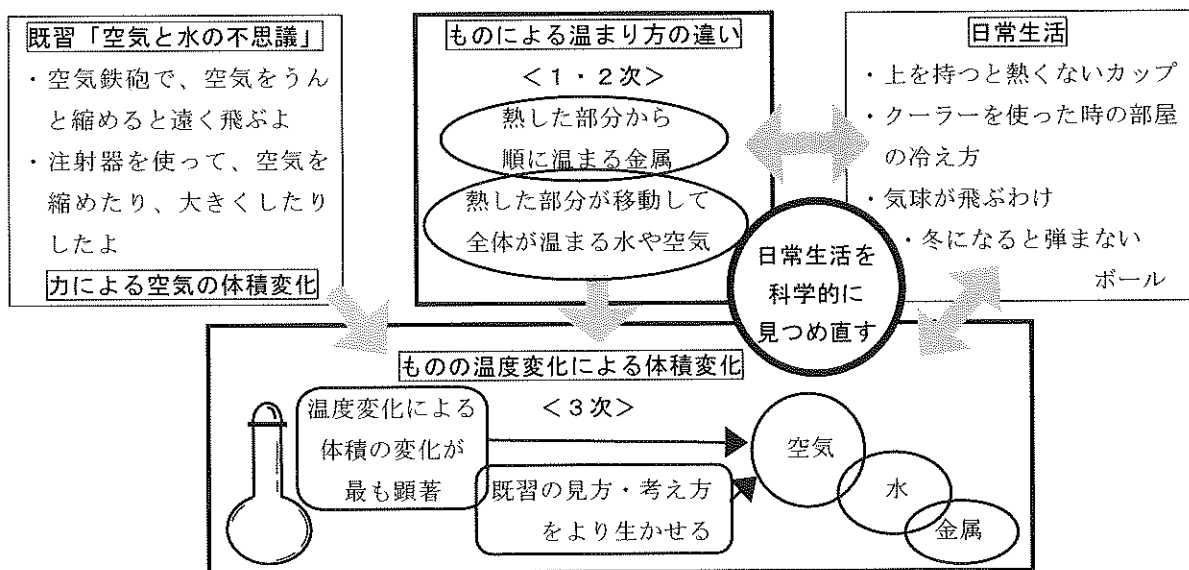 既習「空気と水の不思議」
・空気鉄砲で、空気をうん
と縮めると遠く飛ぶよ
・注射器を使って、空気を
縮めたり、大きくしたり
したよ
力による空気の体積変化
ものによる温まり方の違い
＜１・２次＞
熱した部分から
順に温まる金属
熱した部分が移動して
全体が温まる水や空気
日常生活
・上を持つと熱くないカップ
・クーラーを使った時の部屋
の冷え方
・気球が飛ぶわけ
・冬になると弾まない
ボール
日常生活を
科学的に
見つめ直す
ものの温度変化による体積変化
＜３次＞
温度変化による
体積の変化が
最も顕著
既習の見方・考え方
をより生かせる
空気
水
金属